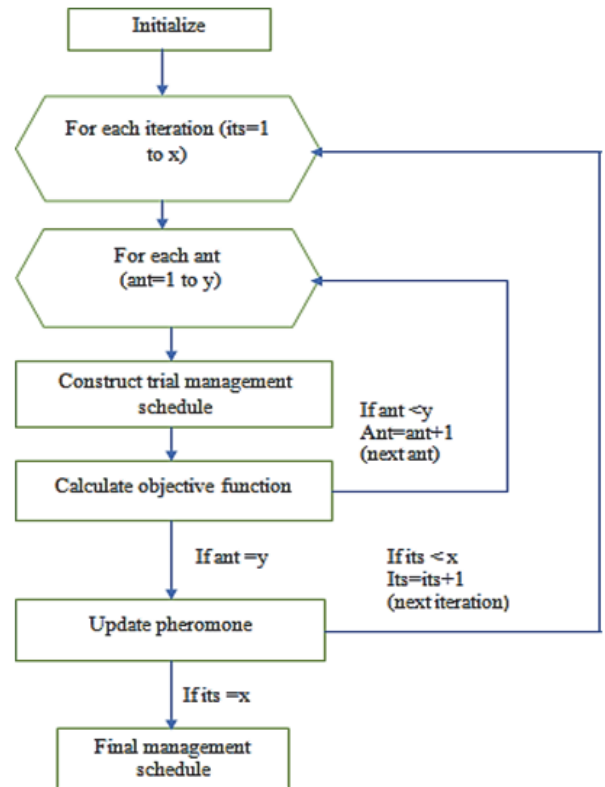 Initialize
For each iteration (its=1
to x)
For each ant
(ant=1 to y)
Construct trial management
schedule
If ant <y
Ant=ant+1
(next ant)
Calculate objective function
If ant =y
If its < x
Its=its+1
(next iteration)
Update pheromone
If its =x
Final management
schedule